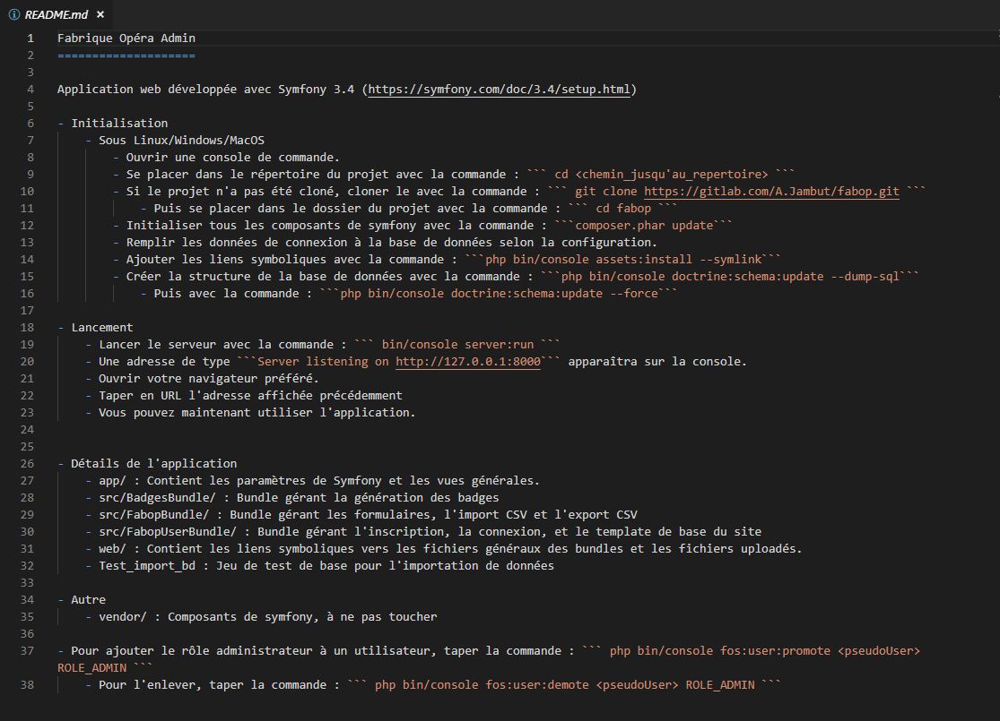 README.md ×
1 Fabrique Opéra Admin
2 ====================
3
4 Application web développée avec Symfony 3.4 (https://symfony.com/doc/3.4/setup.html)
5
6 - Initialisation
7     - Sous Linux/Windows/MacOS
8         - Ouvrir une console de commande.
9         - Se placer dans le répertoire du projet avec la commande : ``` cd <chemin_jusqu'au_repertoire> ```
10         - Si le projet n'a pas été cloné, cloner le avec la commande : ``` git clone https://gitlab.com/A.Jambut/fabop.git ```
11             - Puis se placer dans le dossier du projet avec la commande : ``` cd fabop ```
12         - Initialiser tous les composants de symfony avec la commande : ```composer.phar update```
13         - Remplir les données de connexion à la base de données selon la configuration.
14         - Ajouter les liens symboliques avec la commande : ```php bin/console assets:install --symlink```
15         - Créer la structure de la base de données avec la commande : ```php bin/console doctrine:schema:update --dump-sql```
16             - Puis avec la commande : ```php bin/console doctrine:schema:update --force```
17
18 - Lancement
19     - Lancer le serveur avec la commande : ``` bin/console server:run ```
20     - Une adresse de type ```Server listening on http://127.0.0.1:8000``` apparaîtra sur la console.
21     - Ouvrir votre navigateur préféré.
22     - Taper en URL l'adresse affichée précédemment
23     - Vous pouvez maintenant utiliser l'application.
24
25
26 - Détails de l'application
27     - app/ : Contient les paramètres de Symfony et les vues générales.
28     - src/BadgesBundle/ : Bundle gérant la génération des badges
29     - src/FabopBundle/ : Bundle gérant les formulaires, l'import CSV et l'export CSV
30     - src/FabopUserBundle/ : Bundle gérant l'inscription, la connexion, et le template de base du site
31     - web/ : Contient les liens symboliques vers les fichiers généraux des bundles et les fichiers uploadés.
32     - Test_import_bd : Jeu de test de base pour l'importation de données
33
34 - Autre
35     - vendor/ : Composants de symfony, à ne pas toucher
36
37 - Pour ajouter le rôle administrateur à un utilisateur, taper la commande : ``` php bin/console fos:user:promote <pseudoUser>
ROLE_ADMIN ```
38     - Pour l'enlever, taper la commande : ``` php bin/console fos:user:demote <pseudoUser> ROLE_ADMIN ```